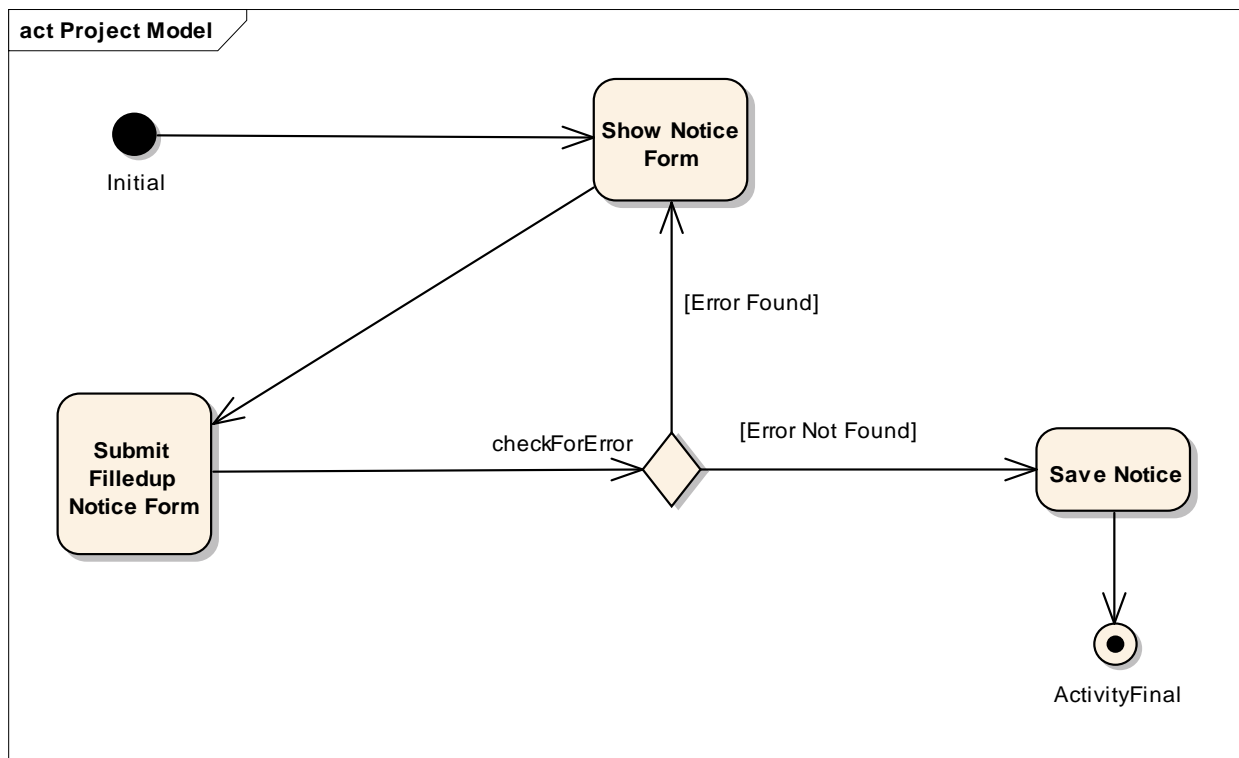 act Project Model
Show Notice
Form
Initial
[Error Found]
Submit
Filledup
Notice Form
checkForError
[Error Not Found]
Save Notice
ActivityFinal